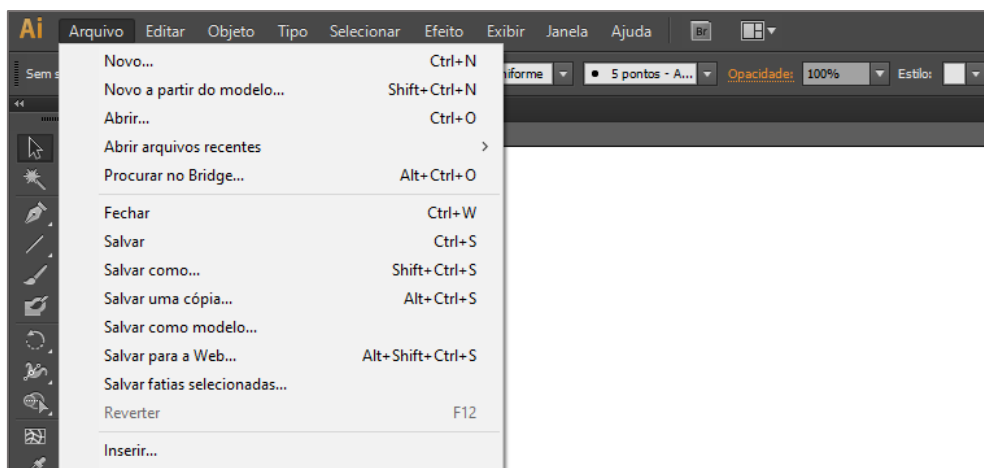 Ai Arquivo Editar Objeto Tipo Selecionar Efeito Exibir Janela Ajuda Br
Sem s
iforme 5 pontos - A... Opacidade: 100% Estilo:
Novo... Ctrl+N
Novo a partir do modelo... Shift+Ctrl+N
Abrir... Ctrl+O
Abrir arquivos recentes
Procurar no Bridge... Alt+Ctrl+O
Fechar Ctrl+W
Salvar Ctrl+S
Salvar como... Shift+Ctrl+S
Salvar uma cópia... Alt+Ctrl+S
Salvar como modelo...
Salvar para a Web... Alt+Shift+Ctrl+S
Salvar fatias selecionadas...
Reverter F12
Inserir...